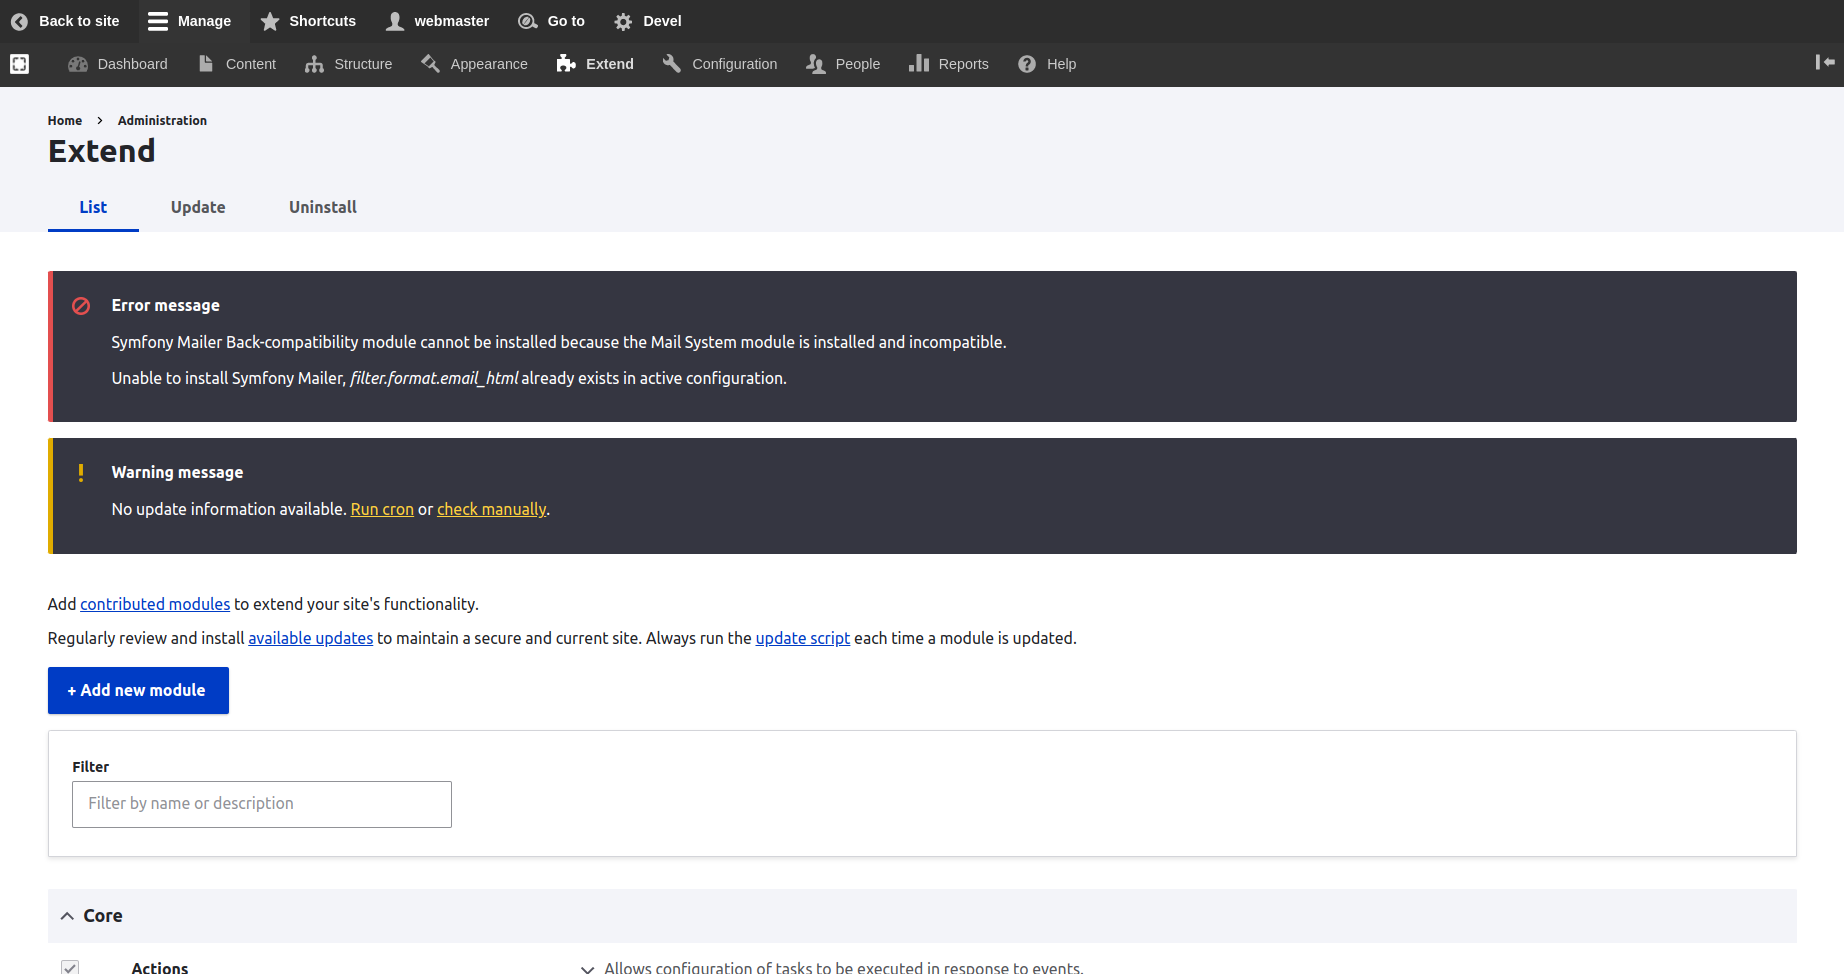 Back to site Manage Shortcuts webmaster Go to Devel
Dashboard Content Structure Appearance Extend Configuration People Reports Help
Home > Administration
Extend
List Update Uninstall
Error message
Symfony Mailer Back-compatibility module cannot be installed because the Mail System module is installed and incompatible.
Unable to install Symfony Mailer, filter.format.email_html already exists in active configuration.
Warning message
No update information available. Run cron or check manually.
Add contributed modules to extend your site's functionality.
Regularly review and install available updates to maintain a secure and current site. Always run the update script each time a module is updated.
+ Add new module
Filter
Filter by name or description
Core
Actions Allows configuration of tasks to be executed in response to events.